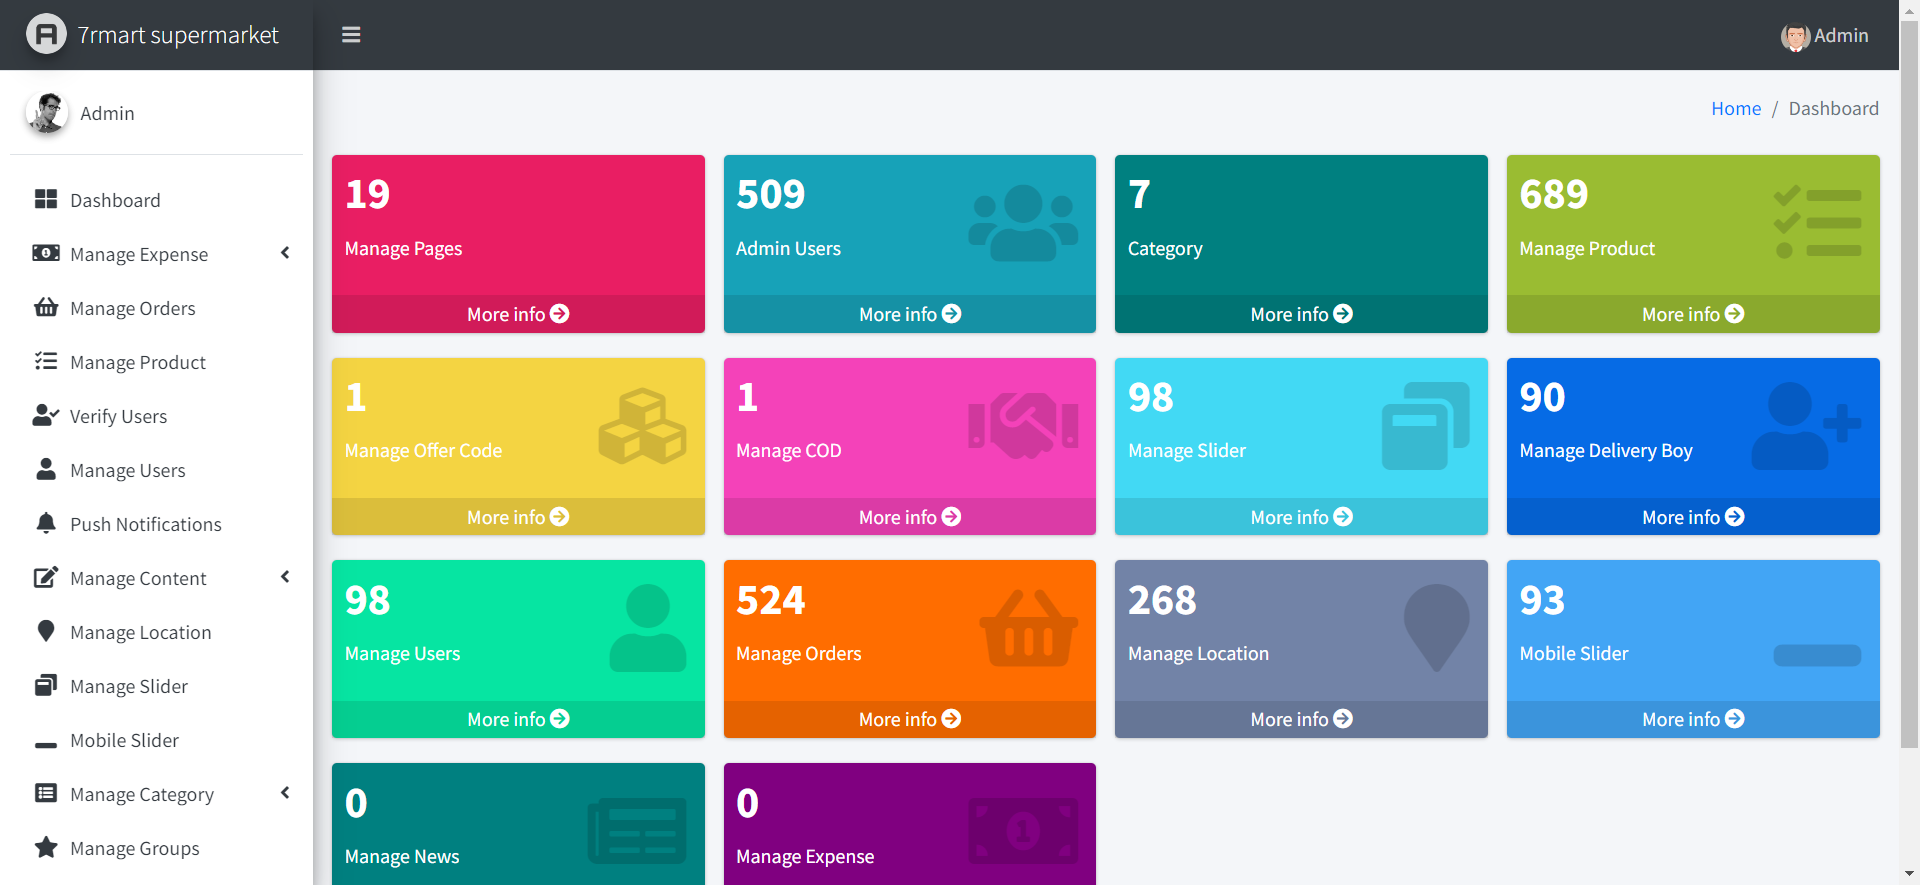 7rmart supermarket
Admin
Admin
Home / Dashboard
Dashboard
Manage Expense
Manage Orders
Manage Product
Verify Users
Manage Users
Push Notifications
Manage Content
Manage Location
Manage Slider
Mobile Slider
Manage Category
Manage Groups
19
Manage Pages
More info
509
Admin Users
More info
7
Category
More info
689
Manage Product
More info
1
Manage Offer Code
More info
1
Manage COD
More info
98
Manage Slider
More info
90
Manage Delivery Boy
More info
98
Manage Users
More info
524
Manage Orders
More info
268
Manage Location
More info
93
Mobile Slider
More info
0
Manage News
0
Manage Expense